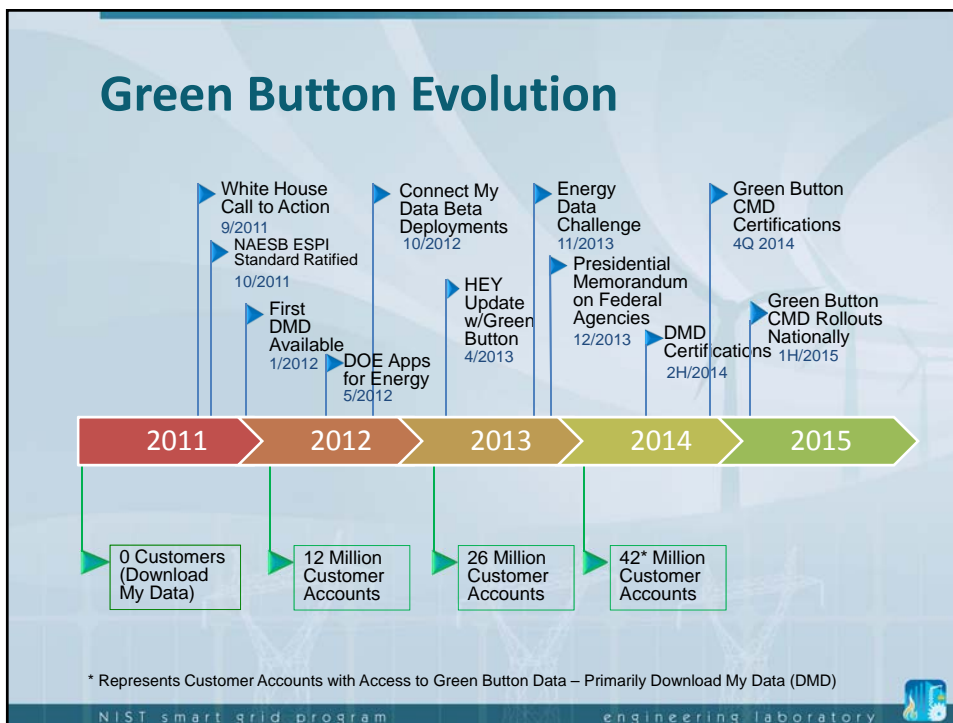 Green Button Evolution
White House
Call to Action
9/2011
NAESB ESPI
Standard Ratified
10/2011
First
DMD
Available
1/2012
DOE Apps
for Energy
5/2012
Connect My
Data Beta
Deployments
10/2012
HEY
Update
w/Green
Button
4/2013
Energy
Data
Challenge
11/2013
Presidential
Memorandum
on Federal
Agencies
12/2013
DMD
Certifications
2H/2014
Green Button
CMD
Certifications
4Q 2014
Green Button
CMD Rollouts
Nationally
1H/2015
2011
2012
2013
2014
2015
0 Customers
(Download
My Data)
12 Million
Customer
Accounts
26 Million
Customer
Accounts
42* Million
Customer
Accounts
* Represents Customer Accounts with Access to Green Button Data – Primarily Download My Data (DMD)
NIST smart grid program
engineering laboratory